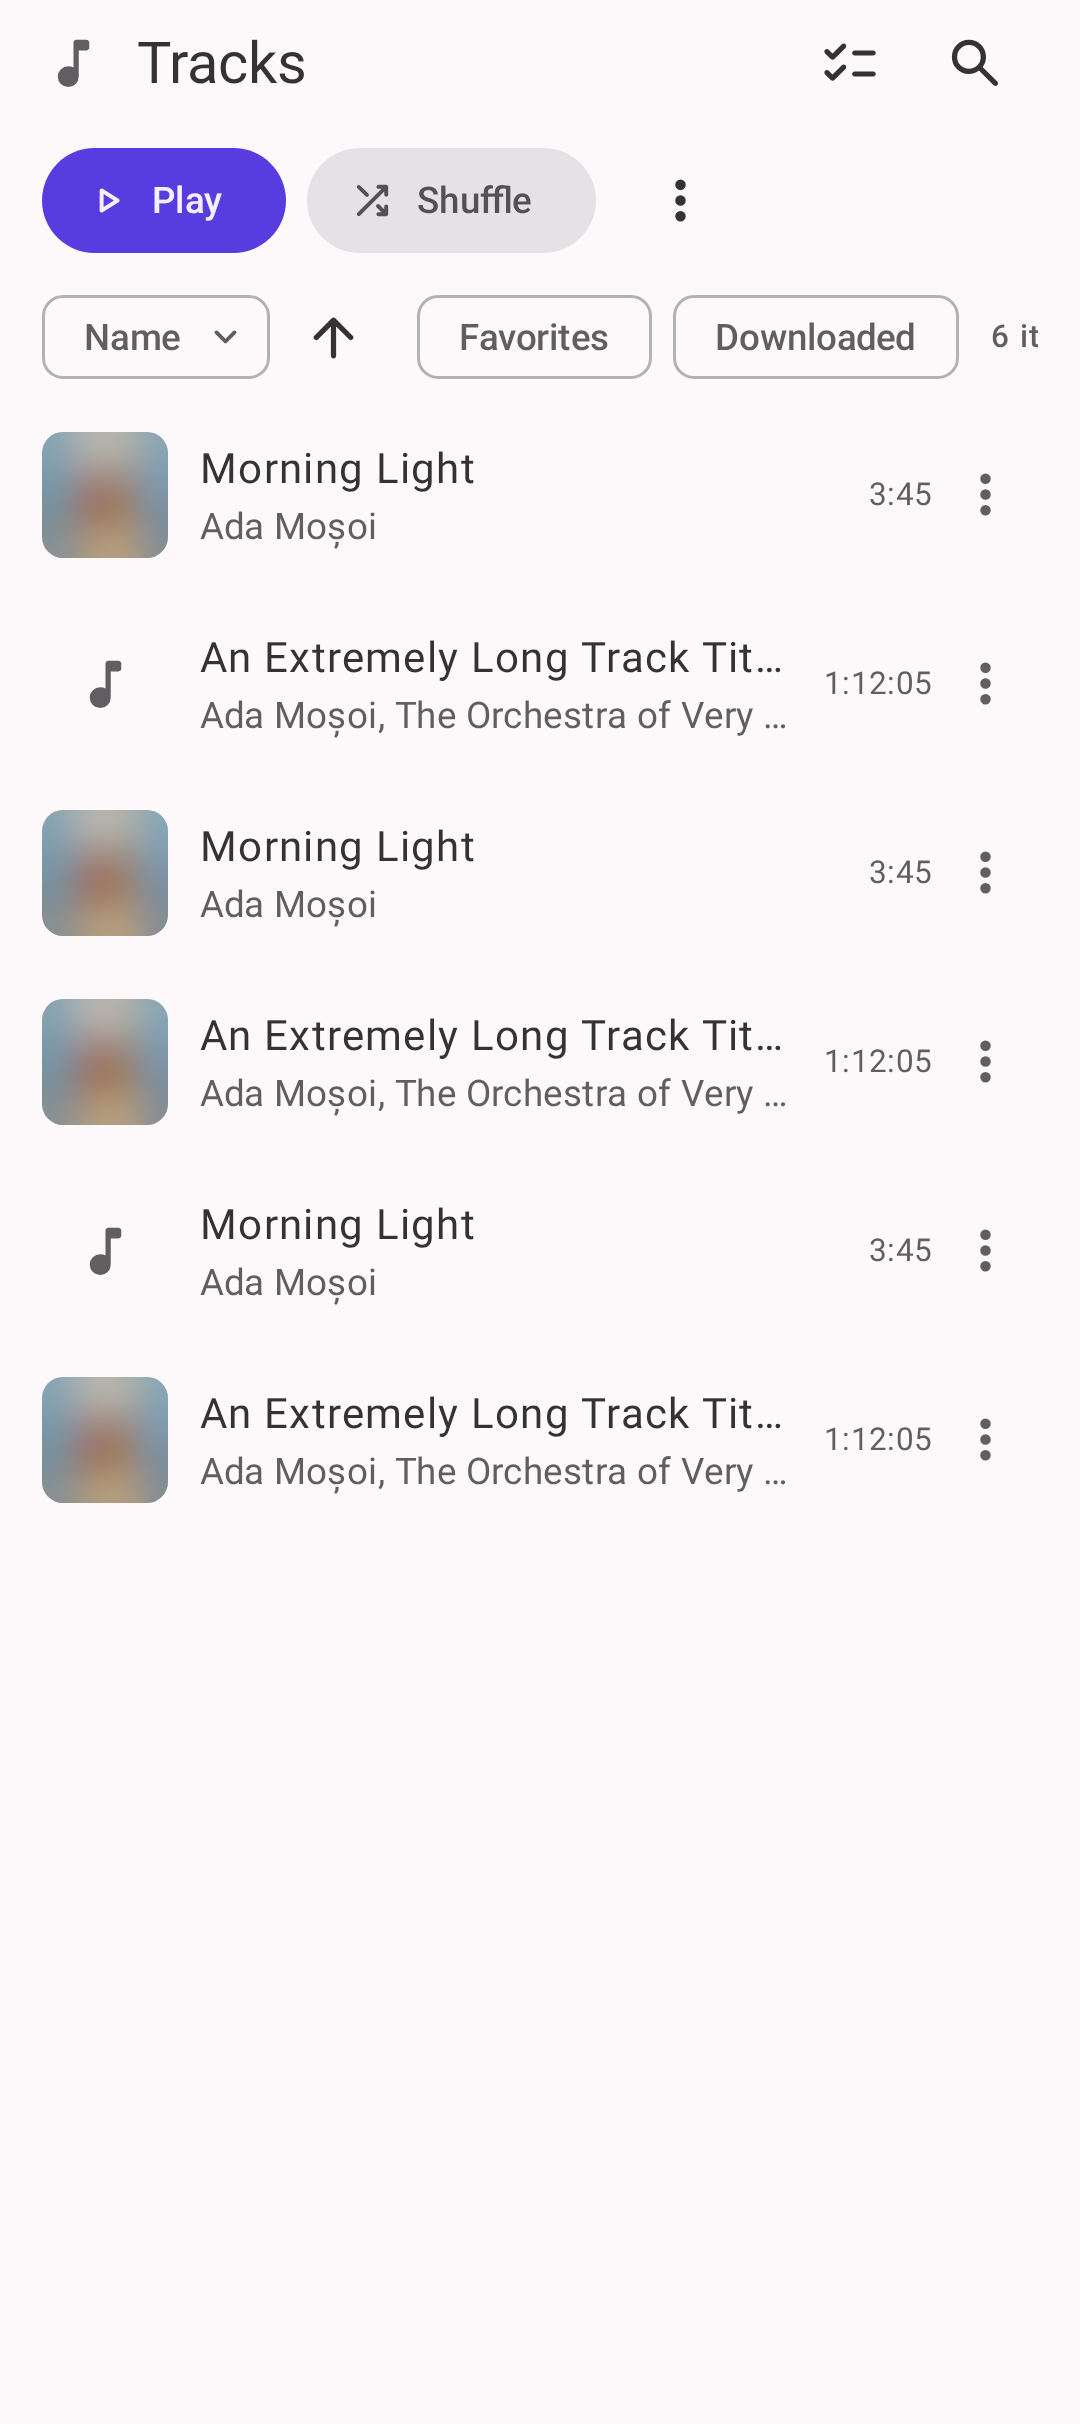 Tracks
Play
Shuffle
Name
Favorites
Downloaded
6 it
Morning Light
3:45
Ada Moșoi
An Extremely Long Track Tit…
1:12:05
Ada Moșoi, The Orchestra of Very …
Morning Light
3:45
Ada Moșoi
An Extremely Long Track Tit…
1:12:05
Ada Moșoi, The Orchestra of Very …
Morning Light
3:45
Ada Moșoi
An Extremely Long Track Tit…
1:12:05
Ada Moșoi, The Orchestra of Very …